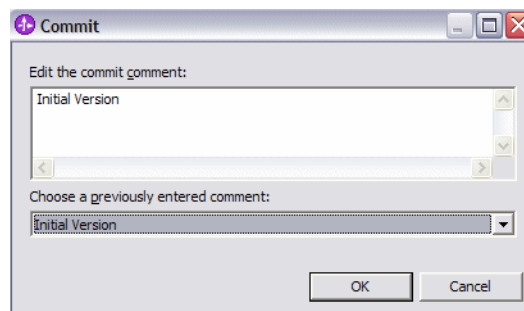 Commit
Edit the commit comment:
Initial Version
Choose a previously entered comment:
Initial Version
OK
Cancel